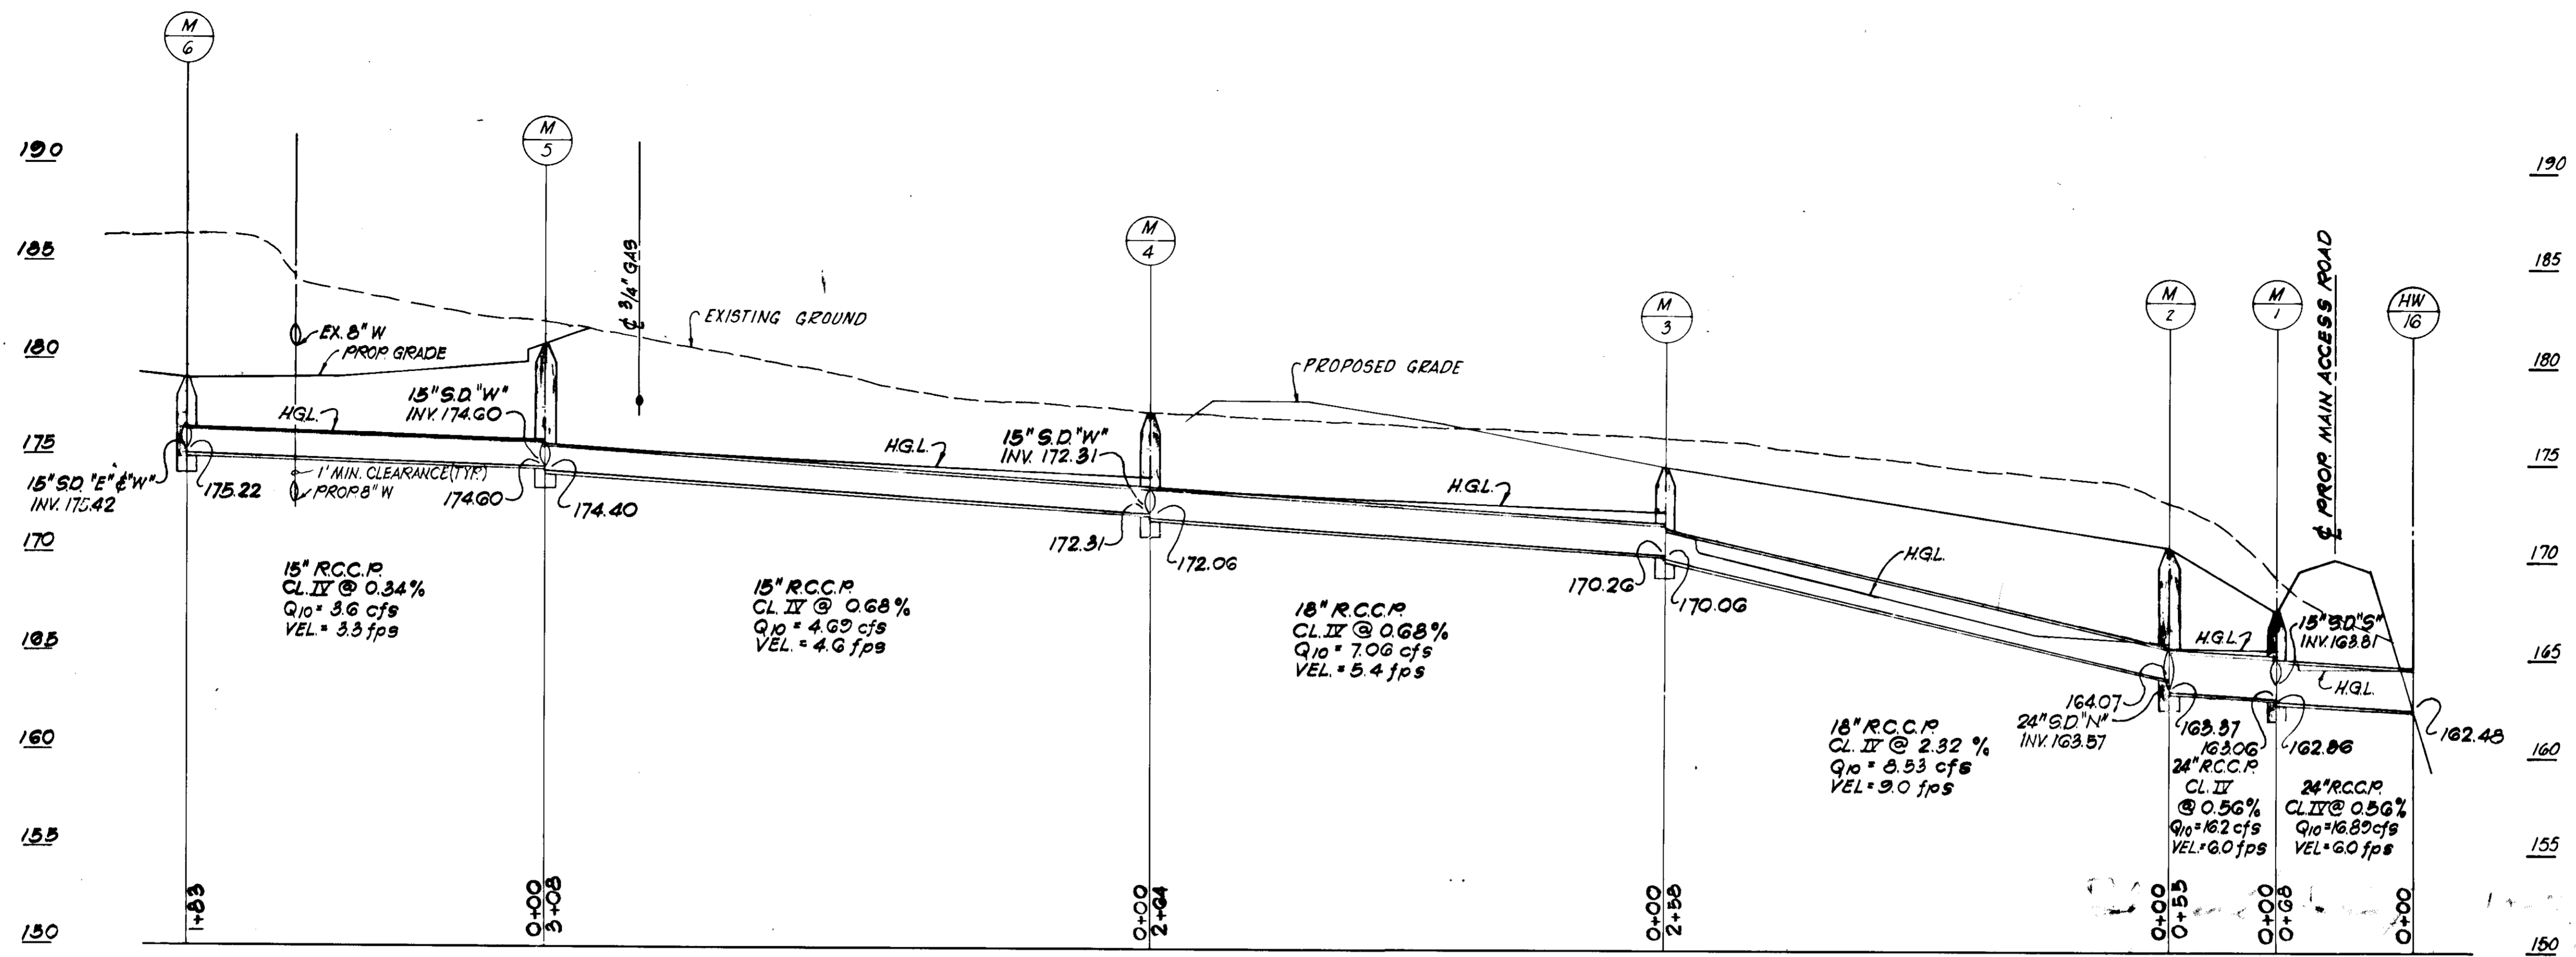 M
6
M
5
M
4
M
3
M
2
M
1
HW
16
190
185
180
175
170
165
160
155
150
190
185
180
175
170
165
160
155
150
EX. 8" W
PROP. GRADE
H.G.L.
15" S.D. "W"
INV. 174.60
15" S.D. "E" & "W"
INV. 175.42
175.22
1' MIN. CLEARANCE (TYP.)
PROP. 8" W
174.60
174.40
℄ 3/4" GAS
EXISTING GROUND
H.G.L.
15" S.D. "W"
INV. 172.31
172.31
172.06
PROPOSED GRADE
H.G.L.
170.26
170.06
H.G.L.
℄ PROP. MAIN ACCESS ROAD
H.G.L.
15" S.D. "S"
INV. 163.81
H.G.L.
164.07
24" S.D. "N"
INV. 163.57
163.37
163.06
162.86
162.48
15" R.C.C.P.
CL. IV @ 0.34%
Q10 = 3.6 cfs
VEL. = 3.3 fps
15" R.C.C.P.
CL. IV @ 0.68%
Q10 = 4.69 cfs
VEL. = 4.6 fps
18" R.C.C.P.
CL. IV @ 0.68%
Q10 = 7.06 cfs
VEL. = 5.4 fps
18" R.C.C.P.
CL. IV @ 2.32 %
Q10 = 8.53 cfs
VEL = 9.0 fps
24" R.C.C.P.
CL. IV
@ 0.56%
Q10 = 16.2 cfs
VEL. = 6.0 fps
24" R.C.C.P.
CL. IV @ 0.56%
Q10 = 16.89 cfs
VEL = 6.0 fps
1+83
0+00
3+08
0+00
2+64
0+00
2+58
0+00
0+55
0+00
0+68
0+00